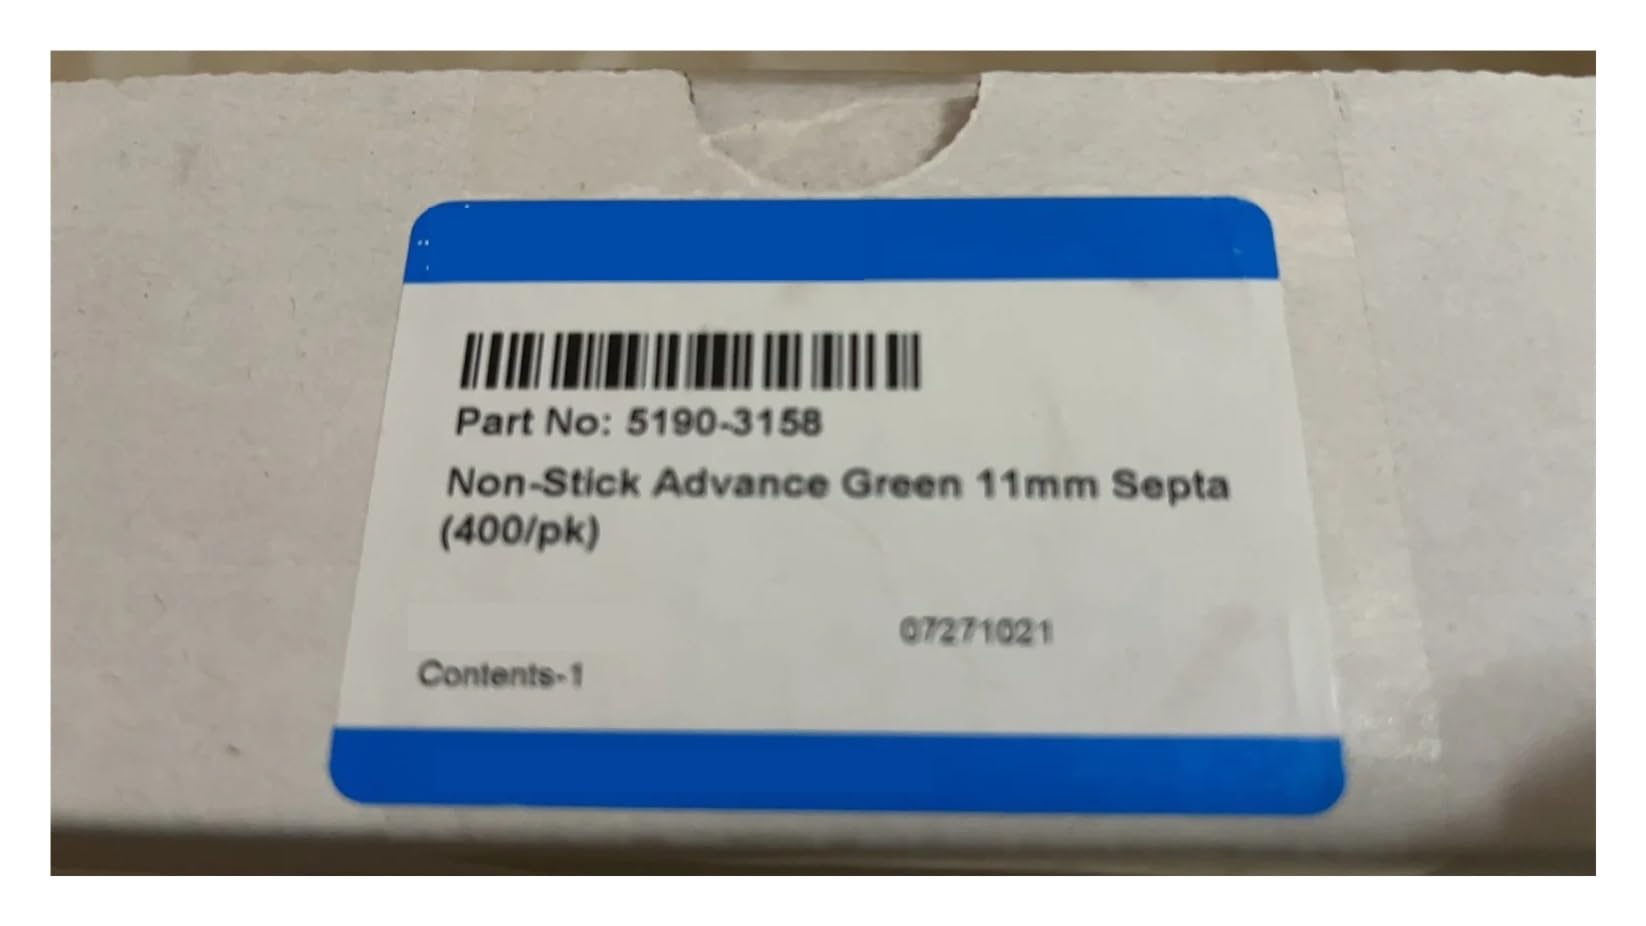 Part No: 5190-3158
Non-Stick Advance Green 11mm Septa
(400/pk)
07271021
Contents-1